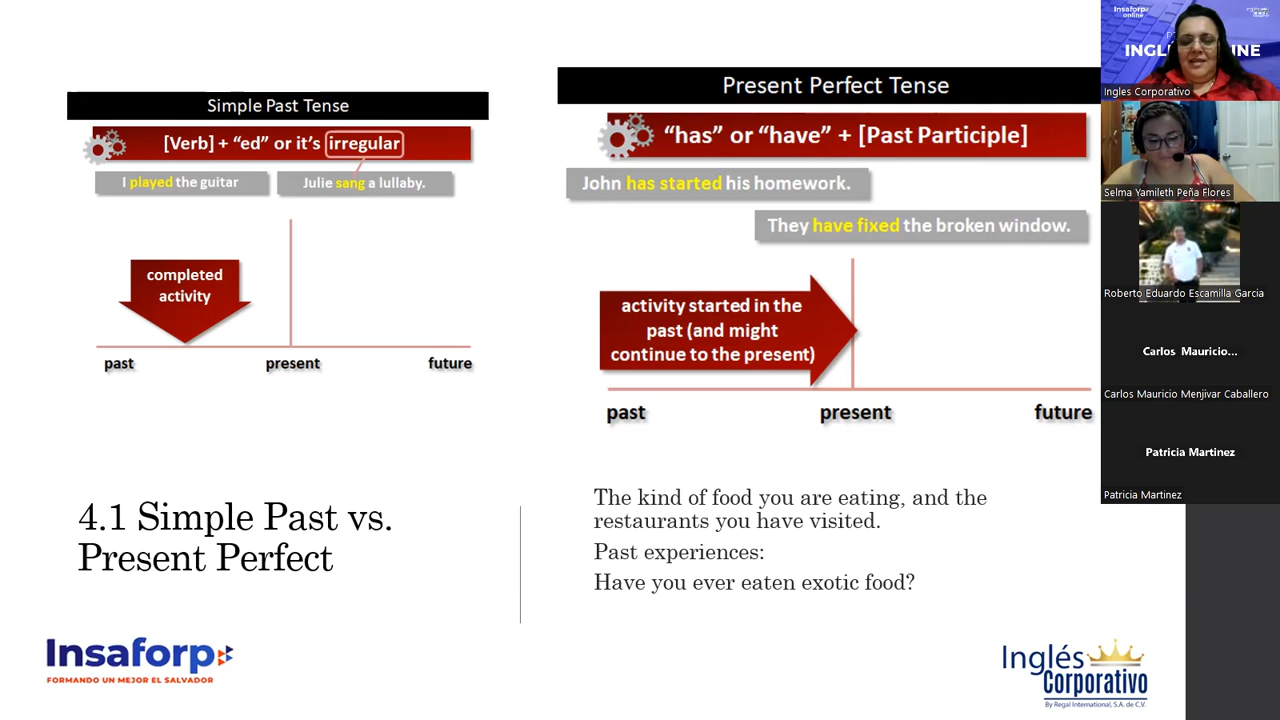 Simple Past Tense
[Verb] + “ed” or it’s irregular
I played the guitar
Julie sang a lullaby.
completed
activity
past
present
future
Present Perfect Tense
“has” or “have” + [Past Participle]
John has started his homework.
They have fixed the broken window.
activity started in the
past (and might
continue to the present)
past
present
future
4.1 Simple Past vs.
Present Perfect
The kind of food you are eating, and the
restaurants you have visited.
Past experiences:
Have you ever eaten exotic food?
Insaforp
FORMANDO UN MEJOR EL SALVADOR
Inglés
Corporativo
By Regal International, S.A. de C.V.
Insaforp
online
Ingles Corporativo
Selma Yamileth Peña Flores
Roberto Eduardo Escamilla Garcia
Carlos Mauricio...
Carlos Mauricio Menjivar Caballero
Patricia Martinez
Patricia Martinez